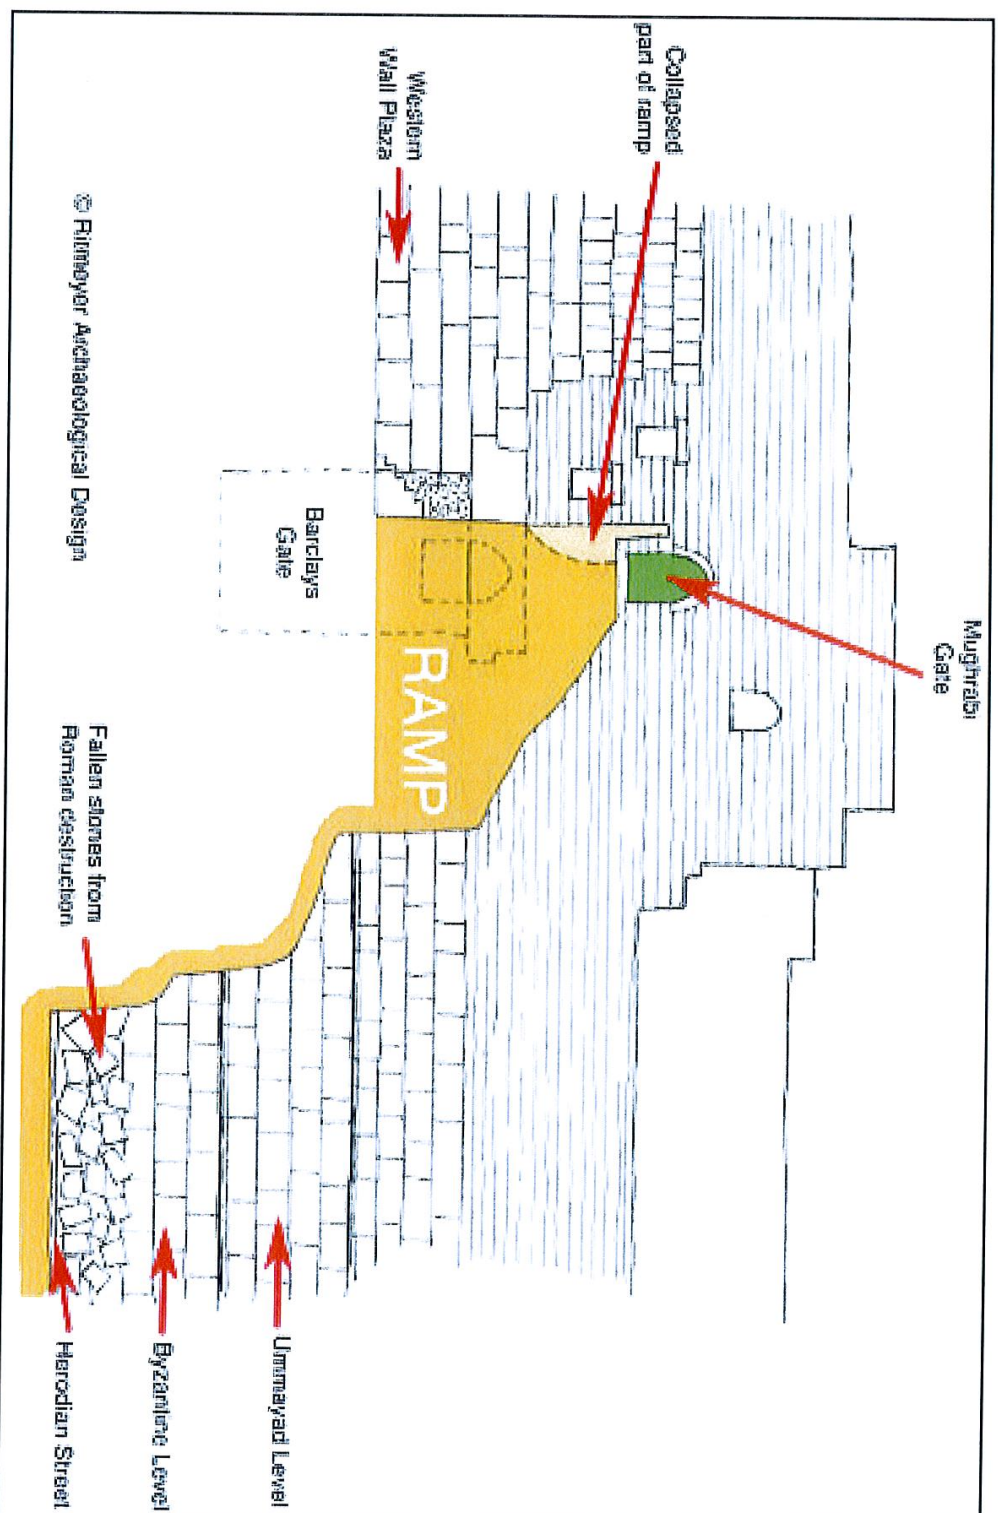 Mughrabi
Gate
Collapsed
part of ramp
Western
Wall Plaza
RAMP
Barclays
Gate
Ummayad Level
Byzantine Level
Herodian Street
Fallen stones from
Roman destruction
© Ritmeyer Archaeological Design